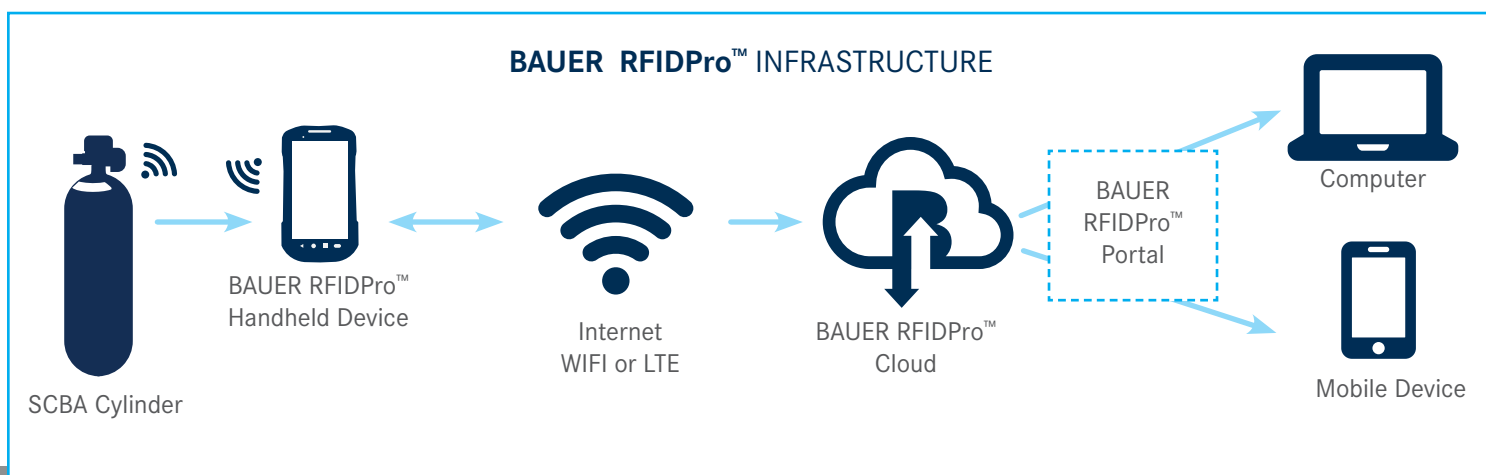 BAUER RFIDPro™ INFRASTRUCTURE
SCBA Cylinder
BAUER RFIDPro™
Handheld Device
Internet
WIFI or LTE
B
BAUER RFIDPro™
Cloud
BAUER
RFIDPro™
Portal
Computer
Mobile Device